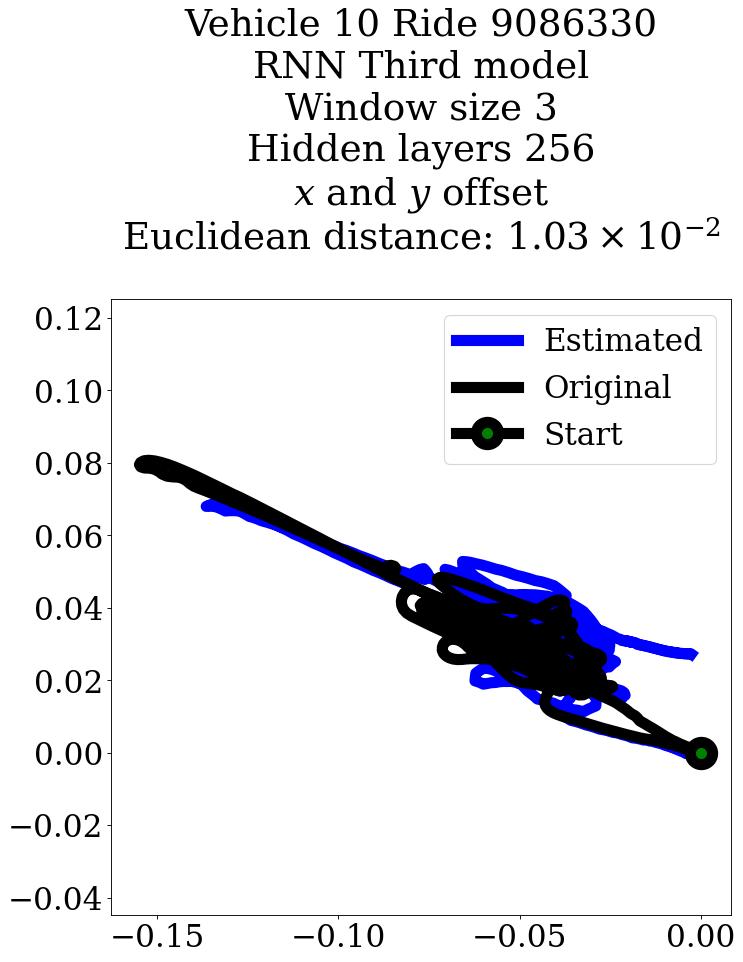 Vehicle 10 Ride 9086330
RNN Third model
Window size 3
Hidden layers 256
x and y offset
Euclidean distance: 1.03 × 10⁻²
Estimated
Original
Start
0.12
0.10
0.08
0.06
0.04
0.02
0.00
−0.02
−0.04
−0.15 −0.10 −0.05 0.00